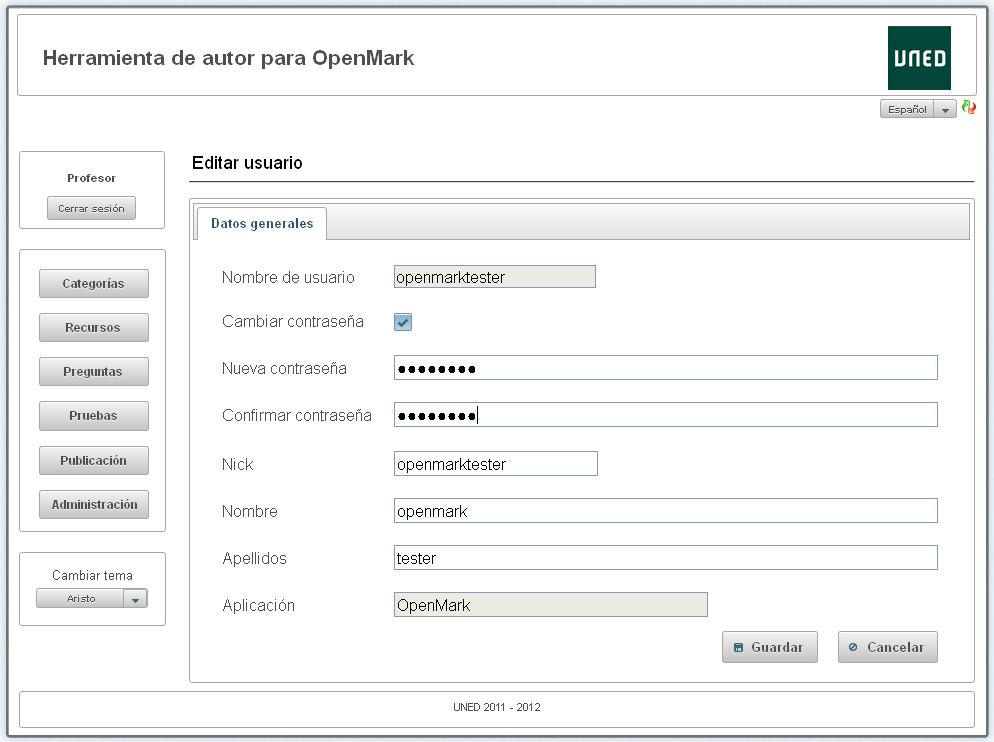 Herramienta de autor para OpenMark
UNED
Español
Profesor
Cerrar sesión
Categorías
Recursos
Preguntas
Pruebas
Publicación
Administración
Cambiar tema
Aristo
Editar usuario
Datos generales
Nombre de usuario openmarktester
Cambiar contraseña
Nueva contraseña ●●●●●●●●
Confirmar contraseña ●●●●●●●●
Nick openmarktester
Nombre openmark
Apellidos tester
Aplicación OpenMark
Guardar Cancelar
UNED 2011 - 2012